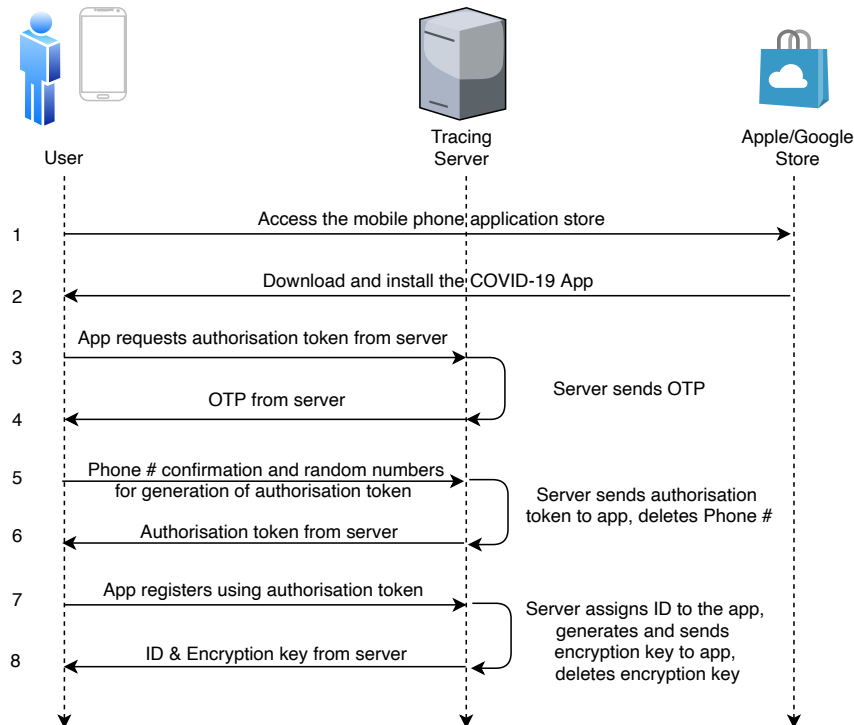 User
Tracing
Server
Apple/Google
Store
1
Access the mobile phone application store
2
Download and install the COVID-19 App
3
App requests authorisation token from server
Server sends OTP
4
OTP from server
5
Phone # confirmation and random numbers
for generation of authorisation token
Server sends authorisation
token to app, deletes Phone #
6
Authorisation token from server
7
App registers using authorisation token
Server assigns ID to the app,
generates and sends
encryption key to app,
deletes encryption key
8
ID & Encryption key from server